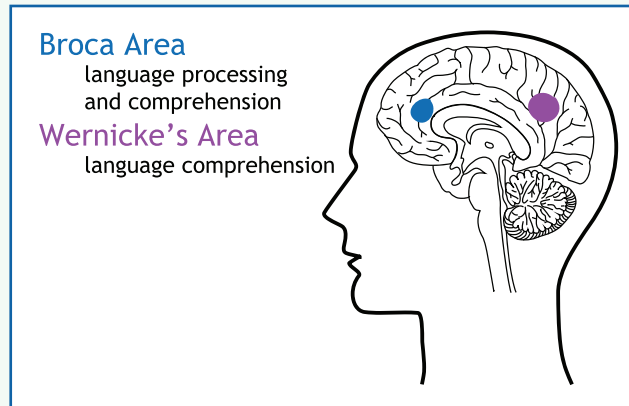 Broca Area
language processing
and comprehension
Wernicke's Area
language comprehension